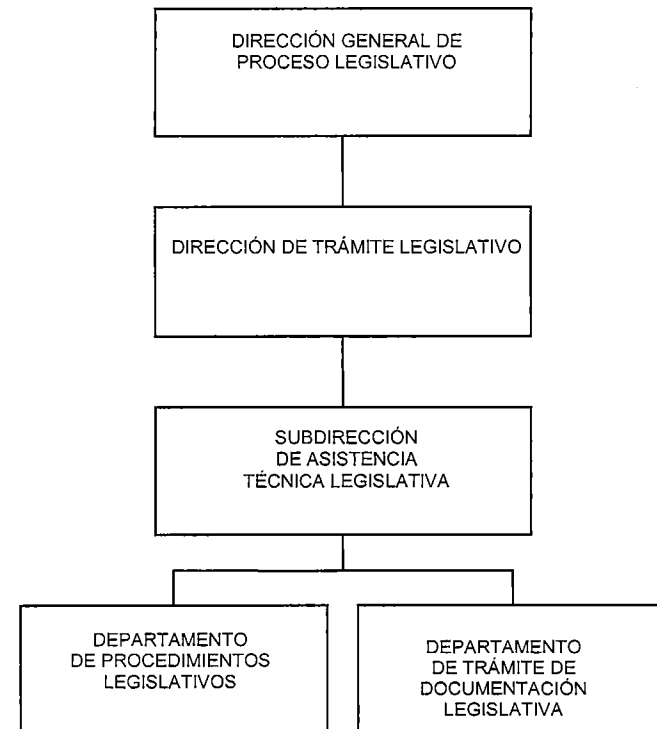 DIRECCIÓN GENERAL DE
PROCESO LEGISLATIVO
DIRECCIÓN DE TRÁMITE LEGISLATIVO
SUBDIRECCIÓN
DE ASISTENCIA
TÉCNICA LEGISLATIVA
DEPARTAMENTO
DE PROCEDIMIENTOS
LEGISLATIVOS
DEPARTAMENTO
DE TRÁMITE DE
DOCUMENTACIÓN
LEGISLATIVA